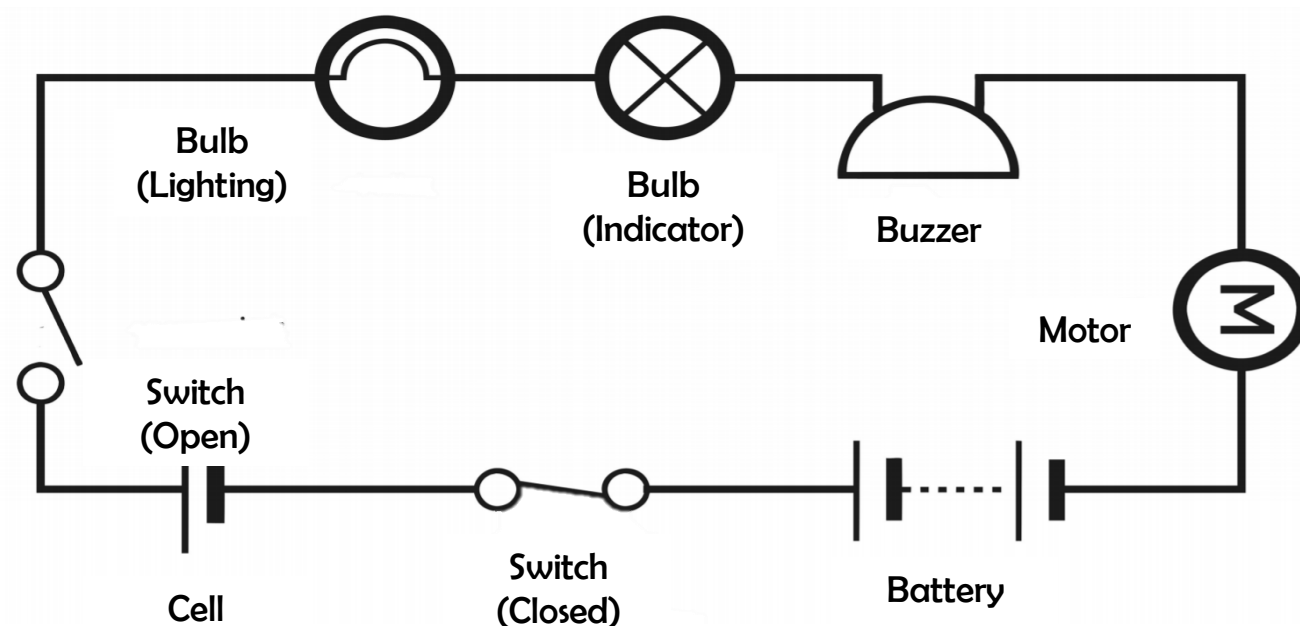 Bulb
(Lighting)
Bulb
(Indicator)
Buzzer
M
Motor
Switch
(Open)
Cell
Switch
(Closed)
Battery